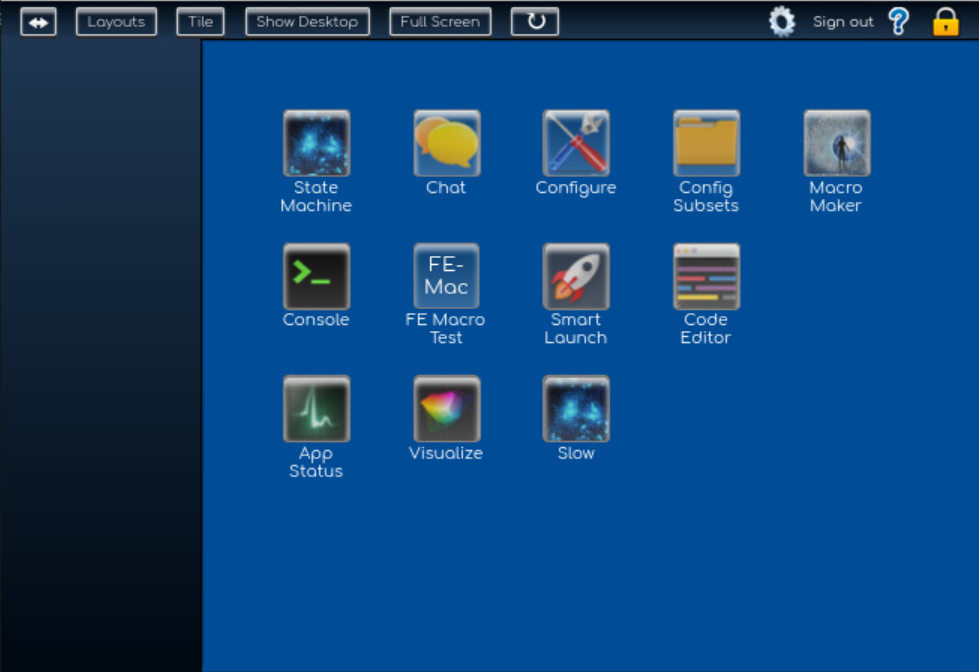 Layouts
Tile
Show Desktop
Full Screen
Sign out
State
Machine
Chat
Configure
Config
Subsets
Macro
Maker
>_
Console
FE-
Mac
FE Macro
Test
Smart
Launch
Code
Editor
App
Status
Visualize
Slow